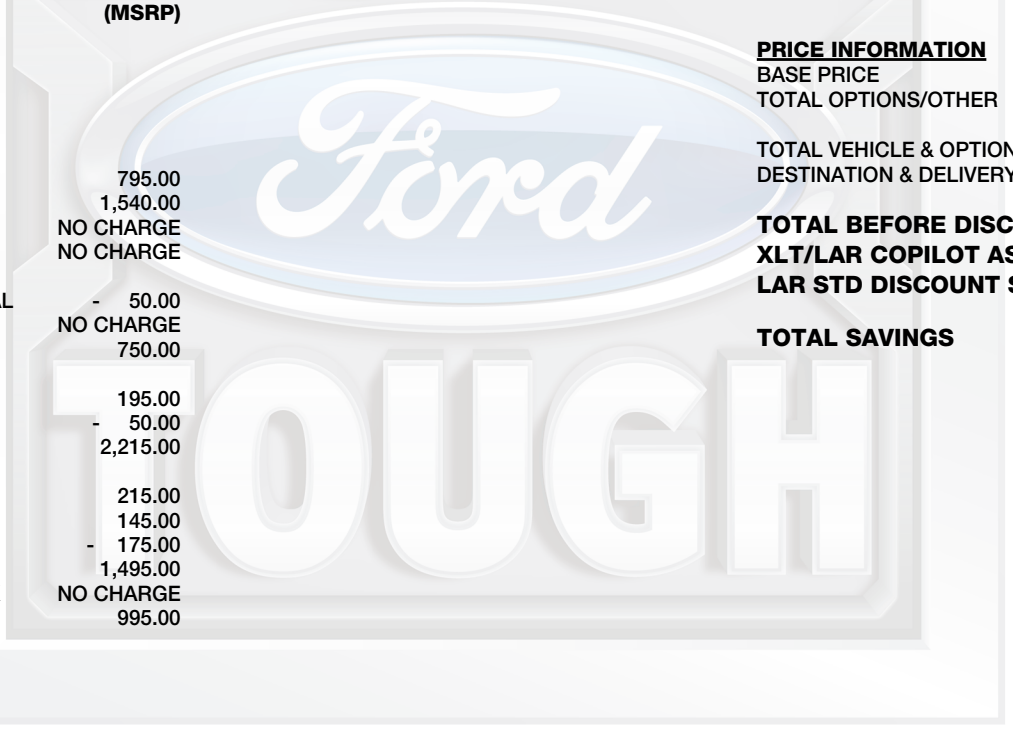 (MSRP)
795.00
1,540.00
NO CHARGE
NO CHARGE
- 50.00
NO CHARGE
750.00
195.00
- 50.00
2,215.00
215.00
145.00
- 175.00
1,495.00
NO CHARGE
995.00
PRICE INFORMATION
BASE PRICE
TOTAL OPTIONS/OTHER
TOTAL VEHICLE & OPTION
DESTINATION & DELIVERY
TOTAL BEFORE DISC
XLT/LAR COPILOT AS
LAR STD DISCOUNT
TOTAL SAVINGS
Ford
TOUGH